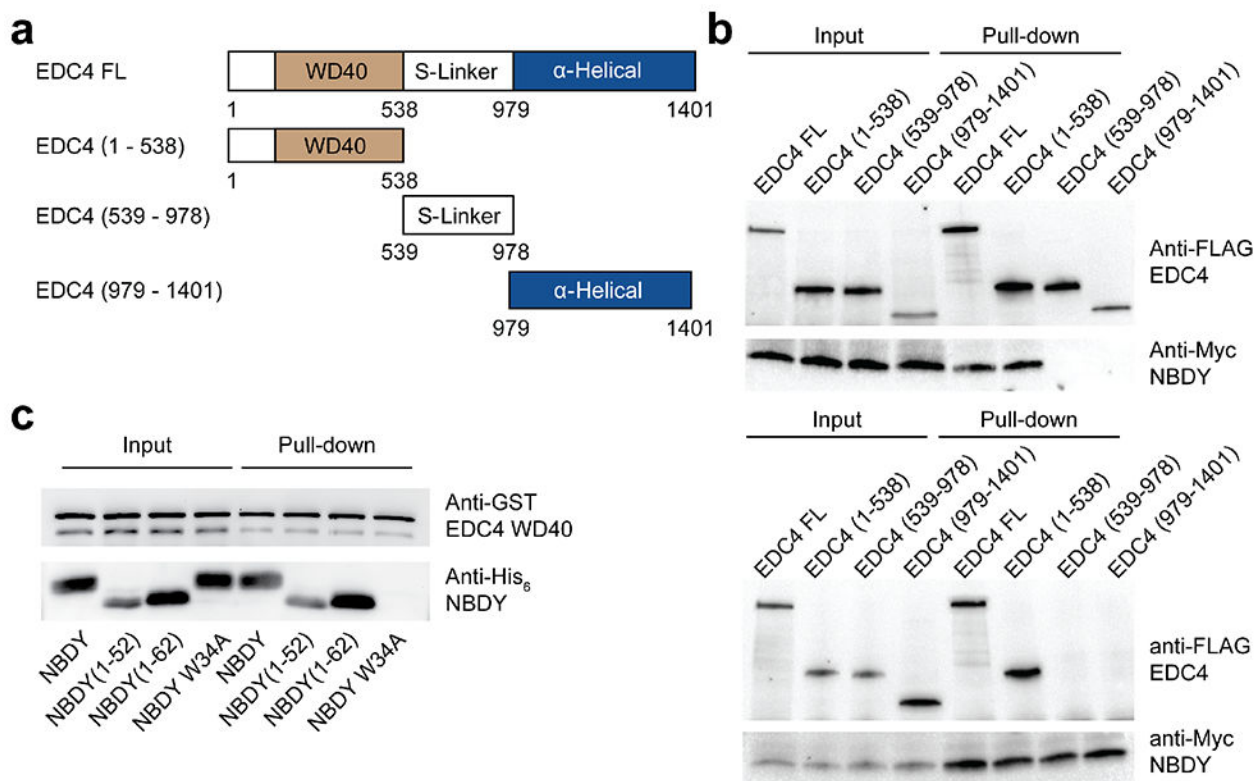 a
EDC4 FL
WD40
S-Linker
α-Helical
1
538
979
1401
EDC4 (1 - 538)
WD40
1
538
EDC4 (539 - 978)
S-Linker
539
978
EDC4 (979 - 1401)
α-Helical
979
1401
b
Input
Pull-down
EDC4 FL
EDC4 (1-538)
EDC4 (539-978)
EDC4 (979-1401)
EDC4 FL
EDC4 (1-538)
EDC4 (539-978)
EDC4 (979-1401)
Anti-FLAG
EDC4
Anti-Myc
NBDY
Input
Pull-down
EDC4 FL
EDC4 (1-538)
EDC4 (539-978)
EDC4 (979-1401)
EDC4 FL
EDC4 (1-538)
EDC4 (539-978)
EDC4 (979-1401)
anti-FLAG
EDC4
anti-Myc
NBDY
c
Input
Pull-down
Anti-GST
EDC4 WD40
Anti-His₆
NBDY
NBDY
NBDY(1-52)
NBDY(1-62)
NBDY W34A
NBDY
NBDY(1-52)
NBDY(1-62)
NBDY W34A